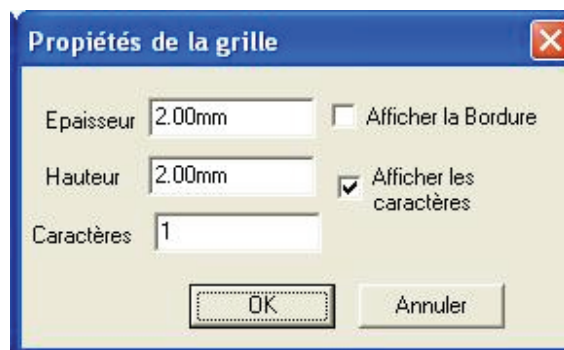 Propiétés de la grille
Epaisseur 2.00mm Afficher la Bordure
Hauteur 2.00mm Afficher les
caractères
Caractères 1
OK Annuler